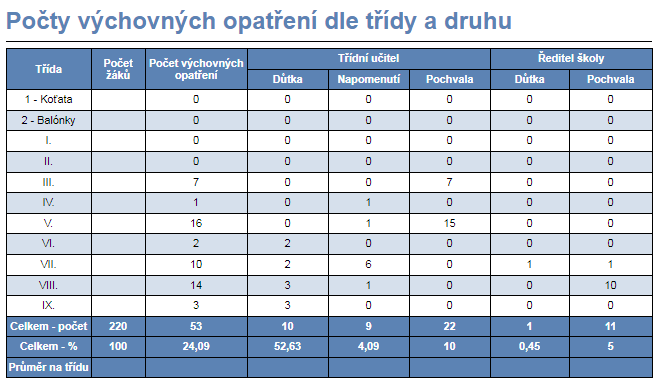 Počty výchovných opatření dle třídy a druhu
Třída Počet žáků Počet výchovných opatření Třídní učitel Ředitel školy
Důtka Napomenutí Pochvala Důtka Pochvala
1 - Koťata 0 0 0 0 0 0
2 - Balónky 0 0 0 0 0 0
I. 0 0 0 0 0 0
II. 0 0 0 0 0 0
III. 7 0 0 7 0 0
IV. 1 0 1 0 0 0
V. 16 0 1 15 0 0
VI. 2 2 0 0 0 0
VII. 10 2 6 0 1 1
VIII. 14 3 1 0 0 10
IX. 3 3 0 0 0 0
Celkem - počet 220 53 10 9 22 1 11
Celkem - % 100 24,09 52,63 4,09 10 0,45 5
Průměr na třídu